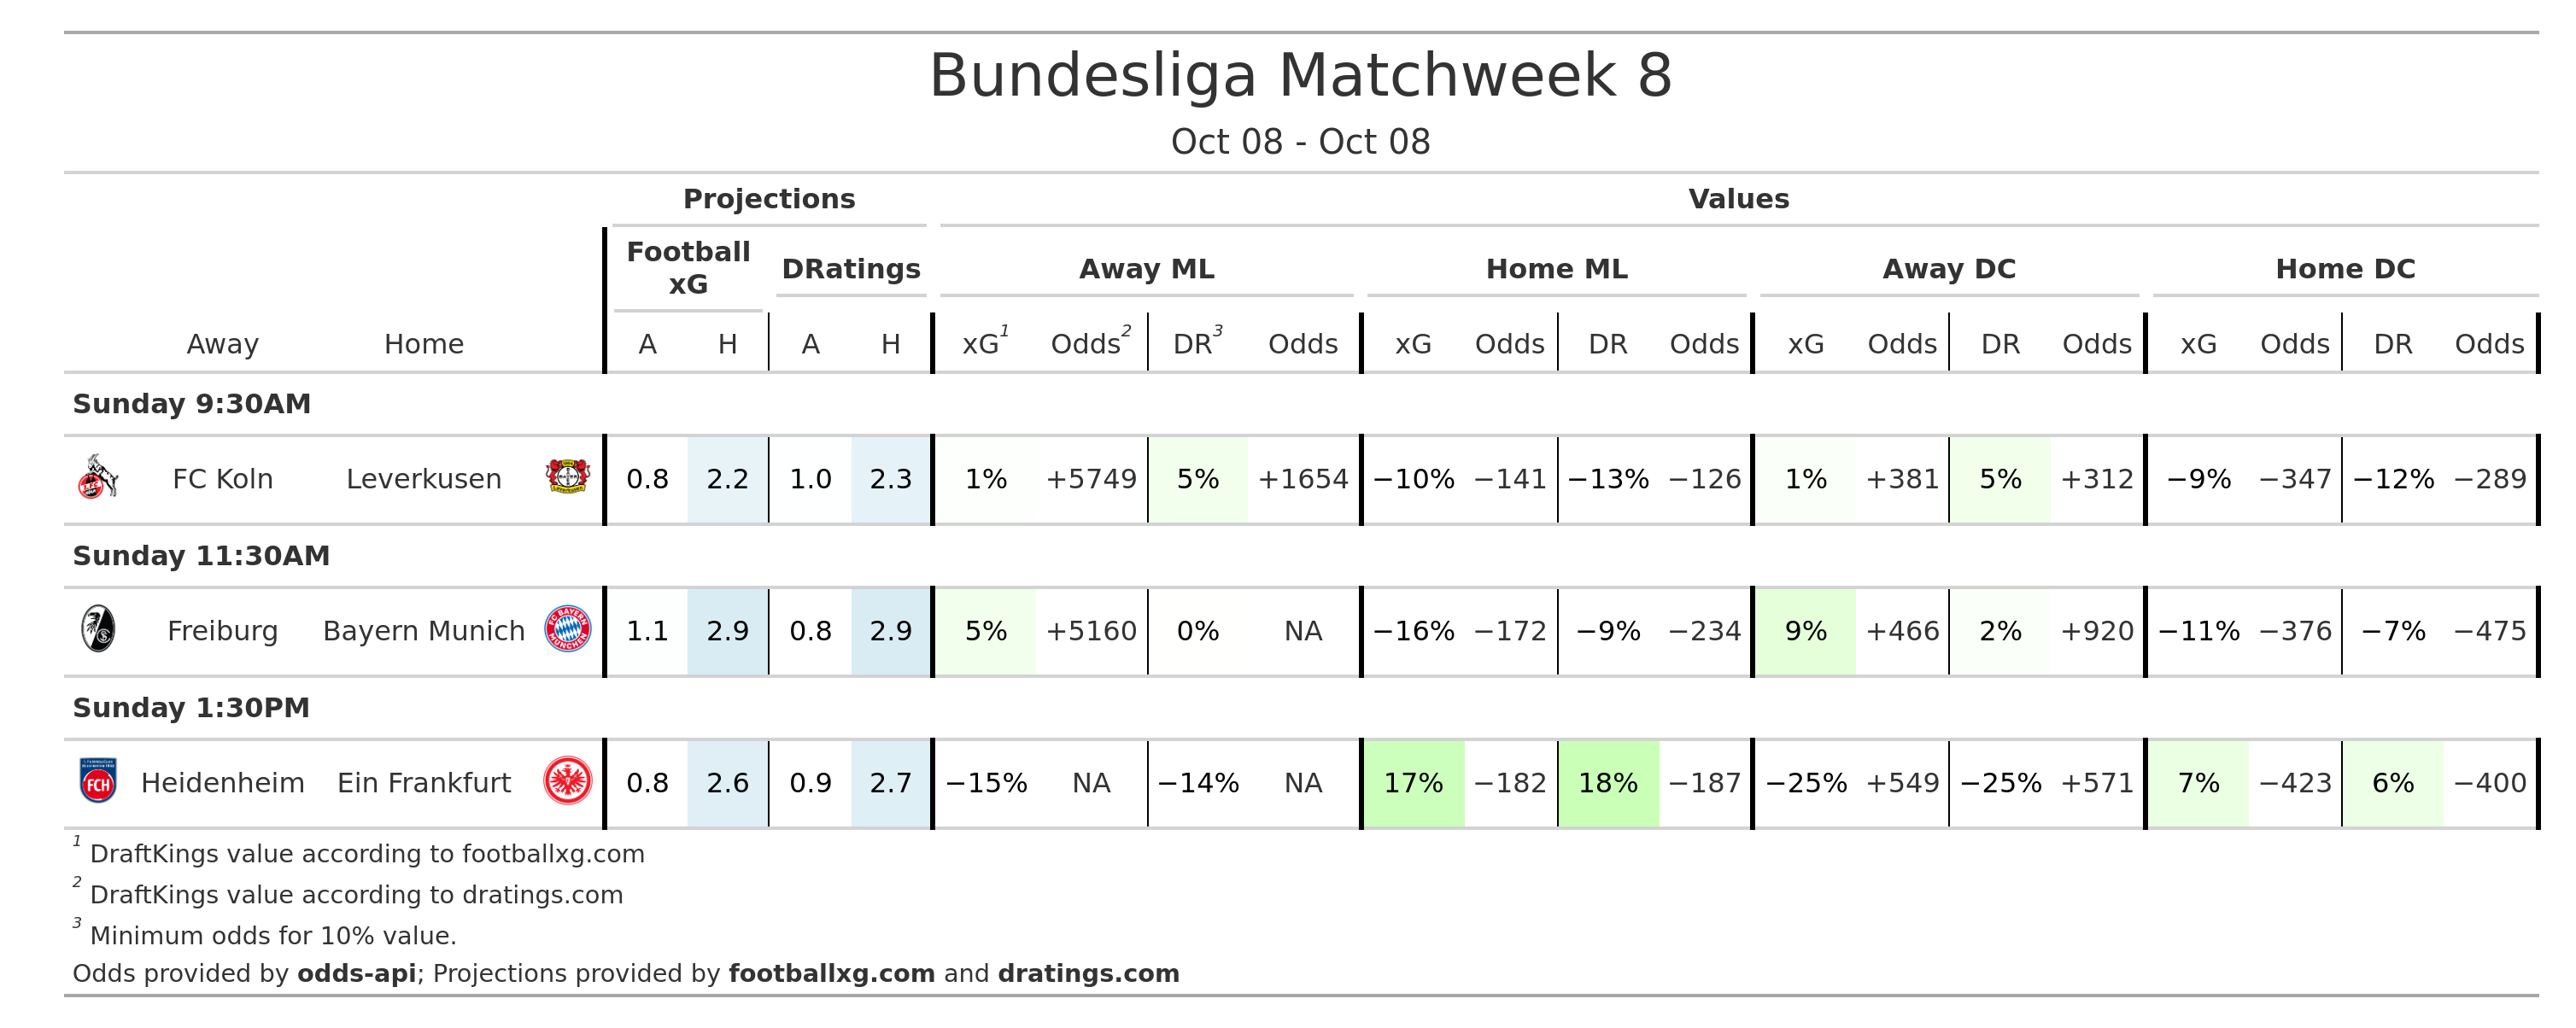 Bundesliga Matchweek 8
Oct 08 - Oct 08
Projections Values
Football xG DRatings Away ML Home ML Away DC Home DC
Away Home A H A H xG1 Odds2 DR3 Odds xG Odds DR Odds xG Odds DR Odds xG Odds DR Odds
Sunday 9:30AM
FC Koln Leverkusen 0.8 2.2 1.0 2.3 1% +5749 5% +1654 −10% −141 −13% −126 1% +381 5% +312 −9% −347 −12% −289
Sunday 11:30AM
Freiburg Bayern Munich 1.1 2.9 0.8 2.9 5% +5160 0% NA −16% −172 −9% −234 9% +466 2% +920 −11% −376 −7% −475
Sunday 1:30PM
Heidenheim Ein Frankfurt 0.8 2.6 0.9 2.7 −15% NA −14% NA 17% −182 18% −187 −25% +549 −25% +571 7% −423 6% −400
1 DraftKings value according to footballxg.com
2 DraftKings value according to dratings.com
3 Minimum odds for 10% value.
Odds provided by odds-api; Projections provided by footballxg.com and dratings.com